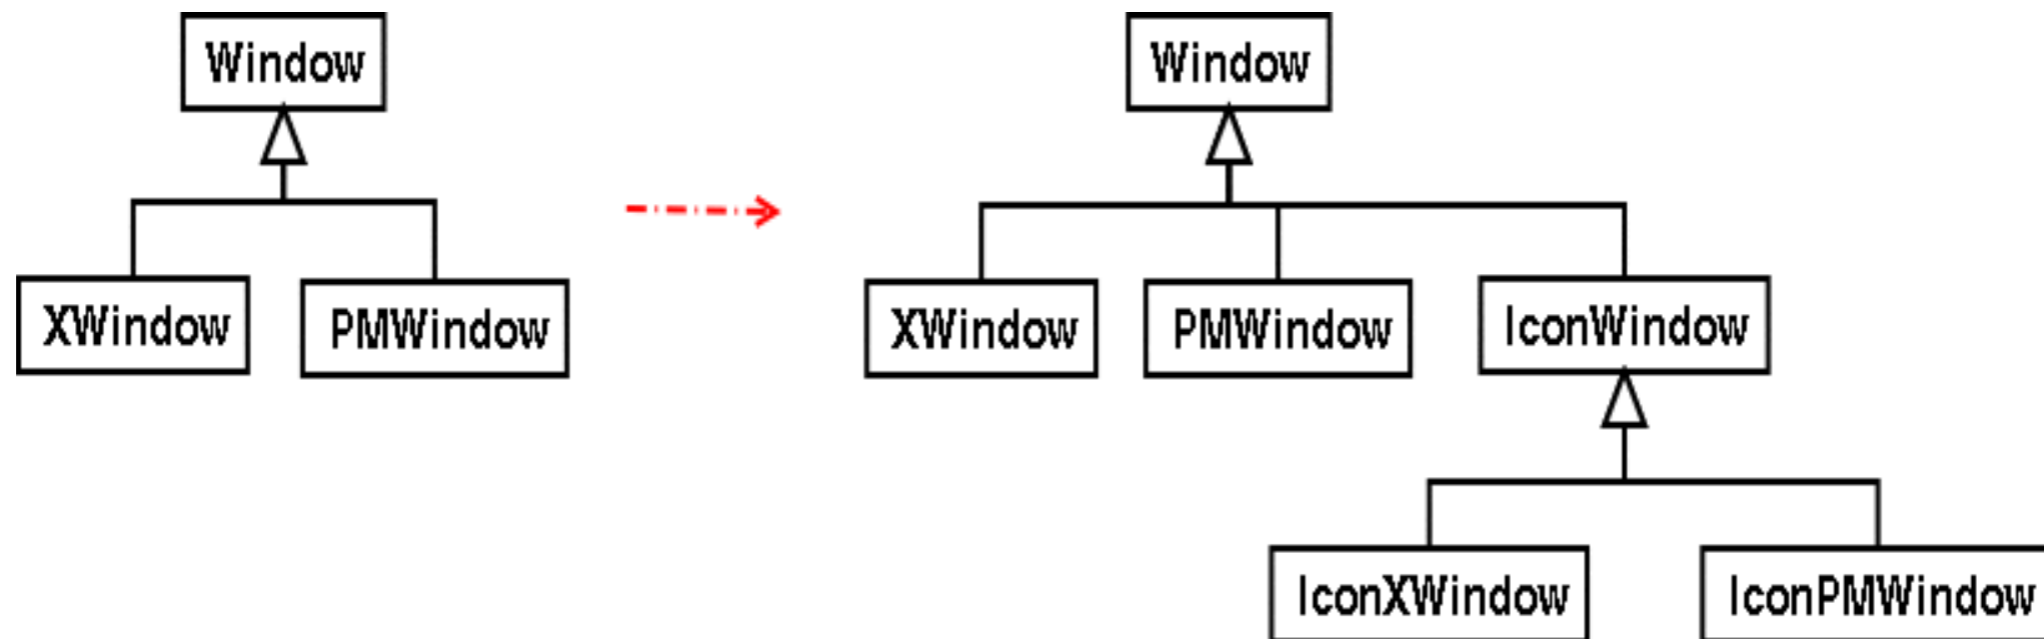 Window
XWindow
PMWindow
Window
XWindow
PMWindow
IconWindow
IconXWindow
IconPMWindow